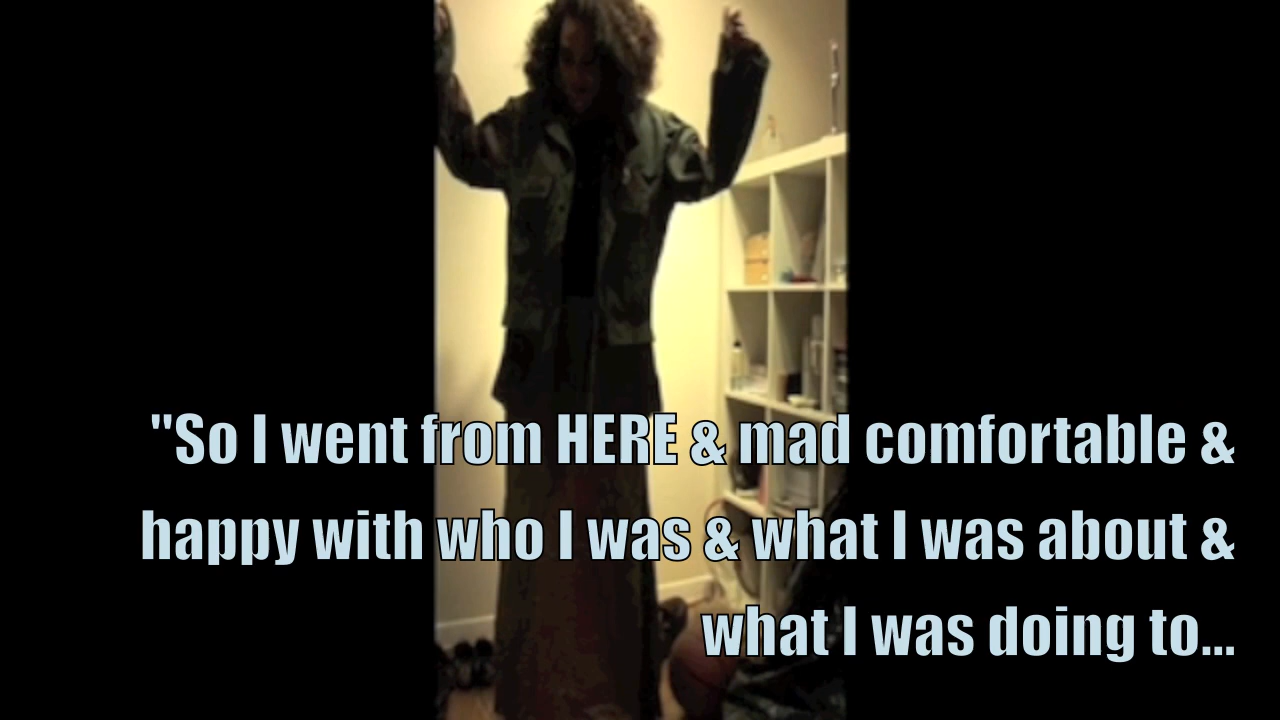 "So I went from HERE & mad comfortable &
happy with who I was & what I was about &
what I was doing to...